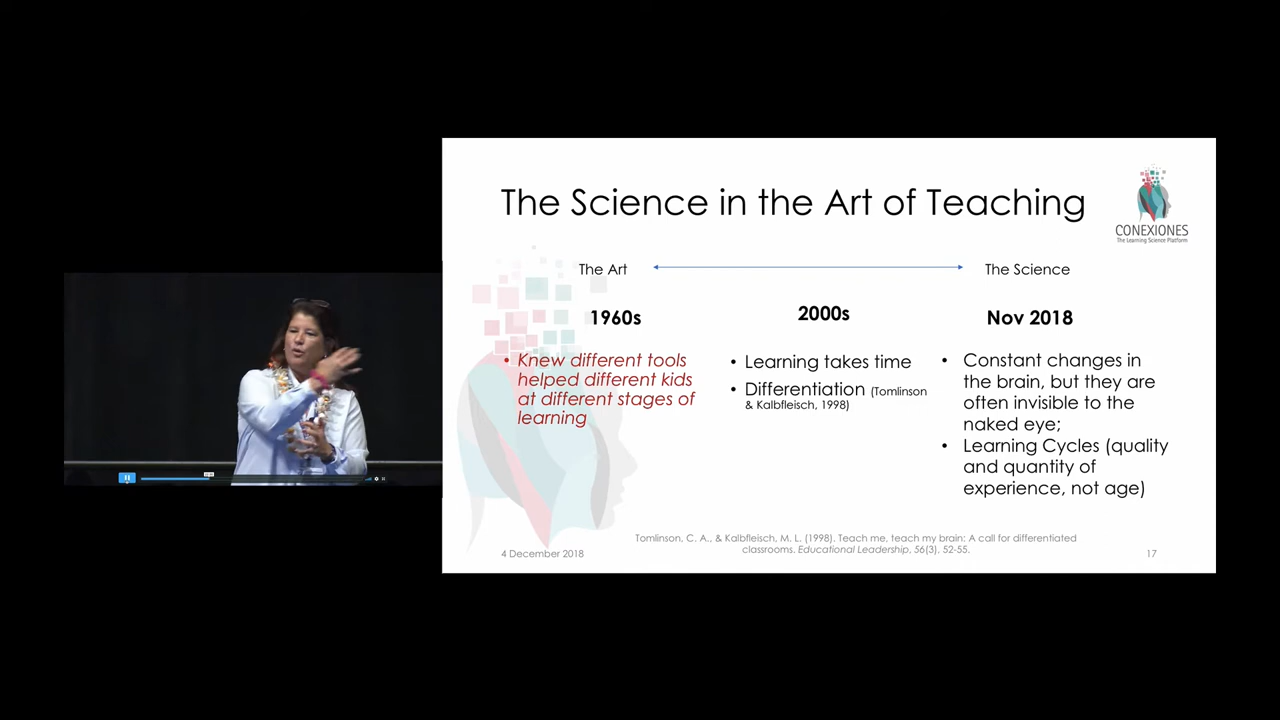 The Science in the Art of Teaching
CONEXIONES
The Learning Science Platform
The Art
The Science
1960s
2000s
Nov 2018
• Knew different tools
helped different kids
at different stages of
learning
• Learning takes time
• Differentiation (Tomlinson
& Kalbfleisch, 1998)
• Constant changes in
the brain, but they are
often invisible to the
naked eye;
• Learning Cycles (quality
and quantity of
experience, not age)
Tomlinson, C. A., & Kalbfleisch, M. L. (1998). Teach me, teach my brain: A call for differentiated
classrooms. Educational Leadership, 56(3), 52-55.
4 December 2018
17